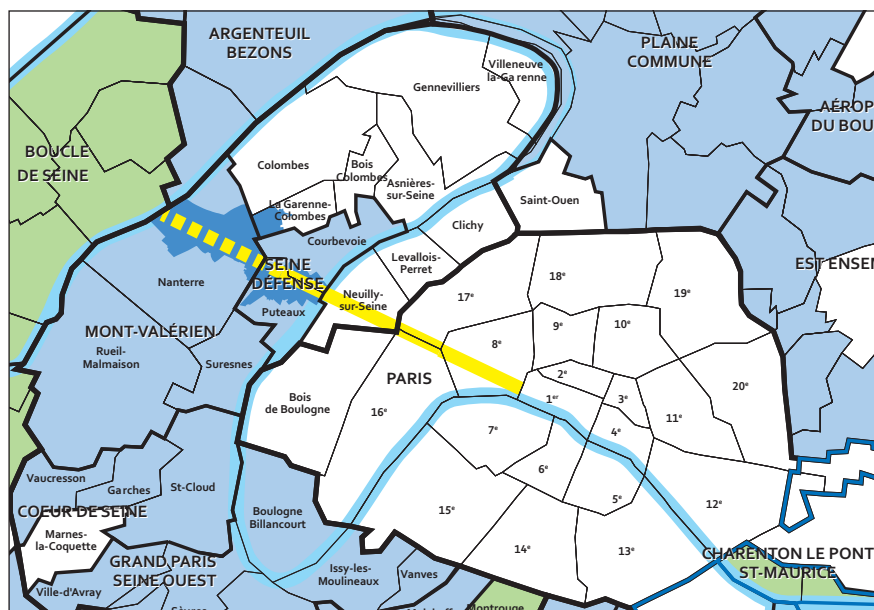 ARGENTEUIL
BEZONS
PLAINE
COMMUNE
Villeneuve
la-Garenne
Gennevilliers
AÉROP
DU BOU
BOUCLE
DE SEINE
Colombes
Bois
Colombes
Asnières-
sur-Seine
La Garenne-
Colombes
Saint-Ouen
Clichy
Courbevoie
Levallois-
Perret
SEINE
DÉFENSE
EST ENSEM
18e
19e
Nanterre
Neuilly-
sur-Seine
17e
Puteaux
9e
10e
MONT-VALÉRIEN
8e
Rueil-
Malmaison
Suresnes
2e
PARIS
20e
Bois
de Boulogne
16e
1er
3e
11e
7e
4e
6e
Vaucresson
Garches
St-Cloud
5e
12e
COEUR DE SEINE
Boulogne
Billancourt
15e
Marnes-
la-Coquette
14e
13e
GRAND PARIS
SEINE OUEST
CHARENTON LE PONT
ST-MAURICE
Issy-les-
Moulineaux
Vanves
Ville-d'Avray
Montrouge